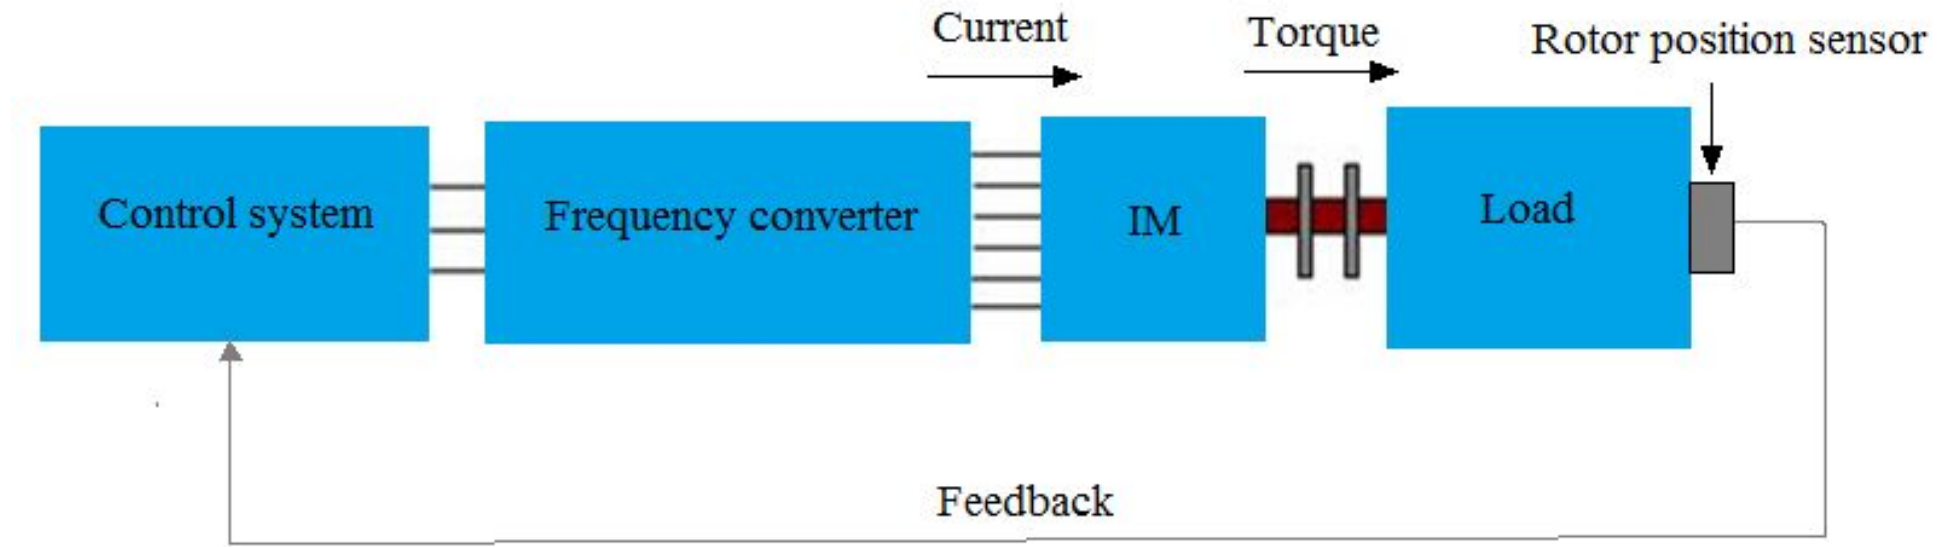 Current
Torque
Rotor position sensor
Control system
Frequency converter
IM
Load
Feedback